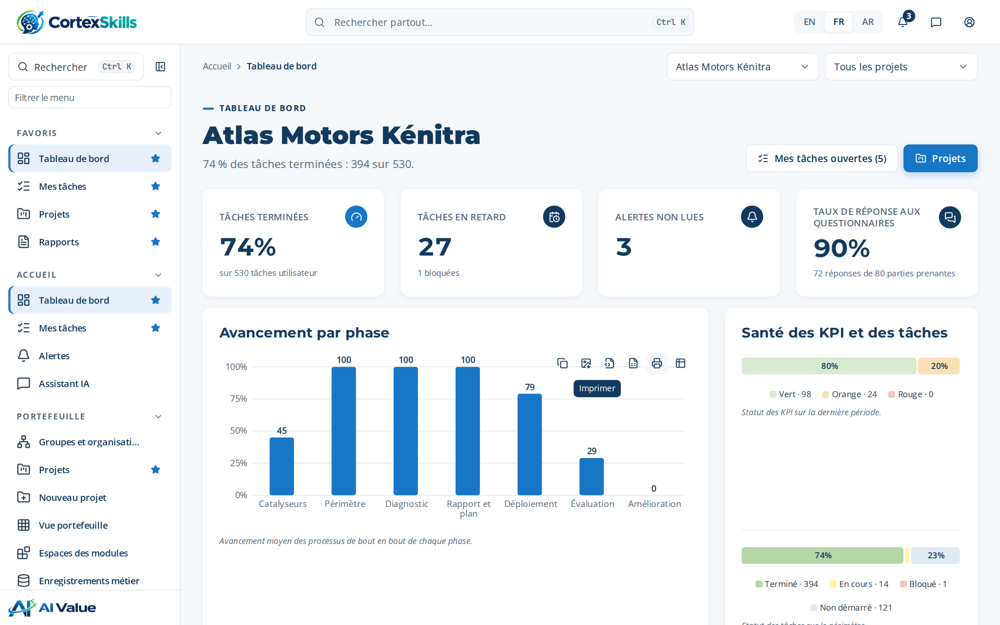 CortexSkills
Rechercher partout...
Ctrl K
EN
FR
AR
3
Rechercher
Ctrl K
Filtrer le menu
FAVORIS
Tableau de bord
Mes tâches
Projets
Rapports
ACCUEIL
Tableau de bord
Mes tâches
Alertes
Assistant IA
PORTEFEUILLE
Groupes et organisati...
Projets
Nouveau projet
Vue portefeuille
Espaces des modules
Enregistrements métier
AI Value
Accueil > Tableau de bord
Atlas Motors Kénitra
Tous les projets
TABLEAU DE BORD
Atlas Motors Kénitra
74 % des tâches terminées : 394 sur 530.
Mes tâches ouvertes (5)
Projets
TÂCHES TERMINÉES
74%
sur 530 tâches utilisateur
TÂCHES EN RETARD
27
1 bloquées
ALERTES NON LUES
3
TAUX DE RÉPONSE AUX
QUESTIONNAIRES
90%
72 réponses de 80 parties prenantes
Avancement par phase
100%
75%
50%
25%
0%
45
100
100
100
79
29
0
Imprimer
Catalyseurs
Périmètre
Diagnostic
Rapport et
plan
Déploiement
Évaluation
Amélioration
Avancement moyen des processus de bout en bout de chaque phase.
Santé des KPI et des tâches
80%
20%
Vert · 98
Orange · 24
Rouge · 0
Statut des KPI sur la dernière période.
74%
23%
Terminé · 394
En cours · 14
Bloqué · 1
Non démarré · 121
Statut des tâches sur le périmètre.